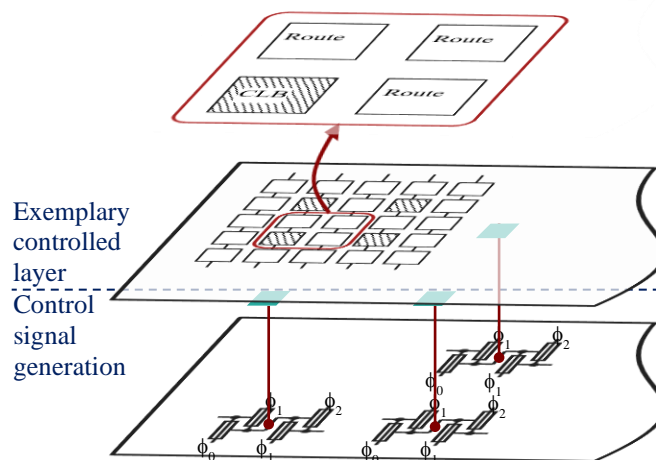 Route
Route
CLB
Route
Exemplary
controlled
layer
Control
signal
generation
ϕ1
ϕ2
ϕ0
ϕ1
ϕ1
ϕ2
ϕ0
ϕ1
ϕ1
ϕ2
ϕ0
ϕ1